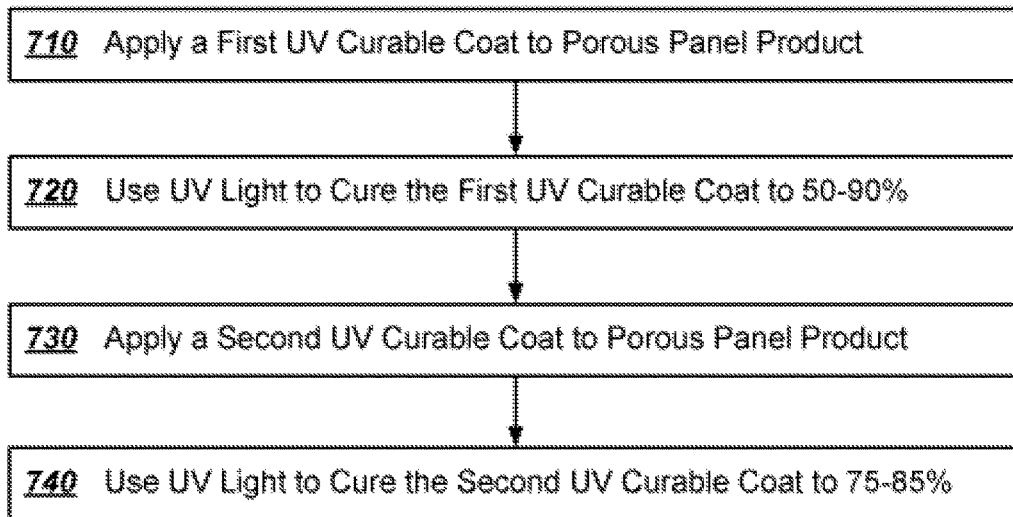 710 Apply a First UV Curable Coat to Porous Panel Product
720 Use UV Light to Cure the First UV Curable Coat to 50-90%
730 Apply a Second UV Curable Coat to Porous Panel Product
740 Use UV Light to Cure the Second UV Curable Coat to 75-85%